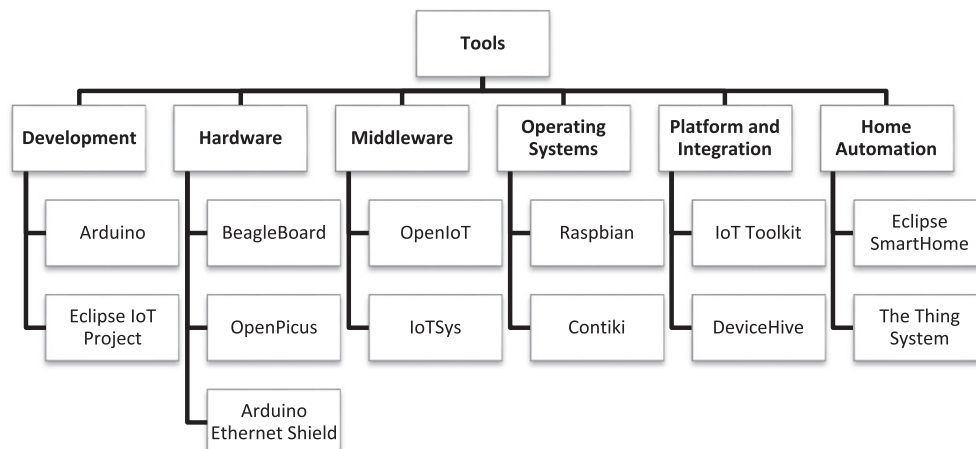 Tools
Development
Hardware
Middleware
Operating
Systems
Platform and
Integration
Home
Automation
Arduino
BeagleBoard
OpenIoT
Raspbian
IoT Toolkit
Eclipse
SmartHome
Eclipse IoT
Project
OpenPicus
IoTSys
Contiki
DeviceHive
The Thing
System
Arduino
Ethernet Shield